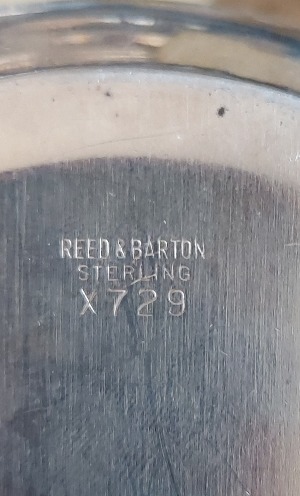 REED & BARTON
STERLING
X729